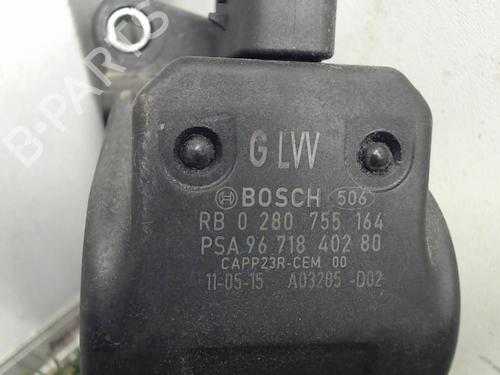 G LVV
BOSCH 506
RB 0 280 755 164
PSA 96 718 402 80
CAPP23R-CEM 00
11-05-15 A03285 -D02
B-PARTS